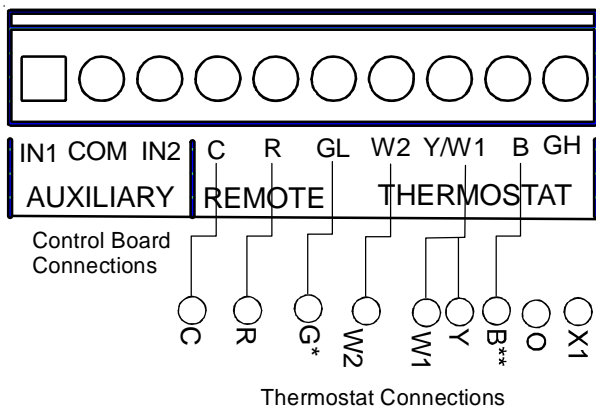 IN1 COM IN2 C R GL W2 Y/W1 B GH
AUXILIARY REMOTE THERMOSTAT
Control Board
Connections
C R G* W2 W1 Y B** O X1
Thermostat Connections